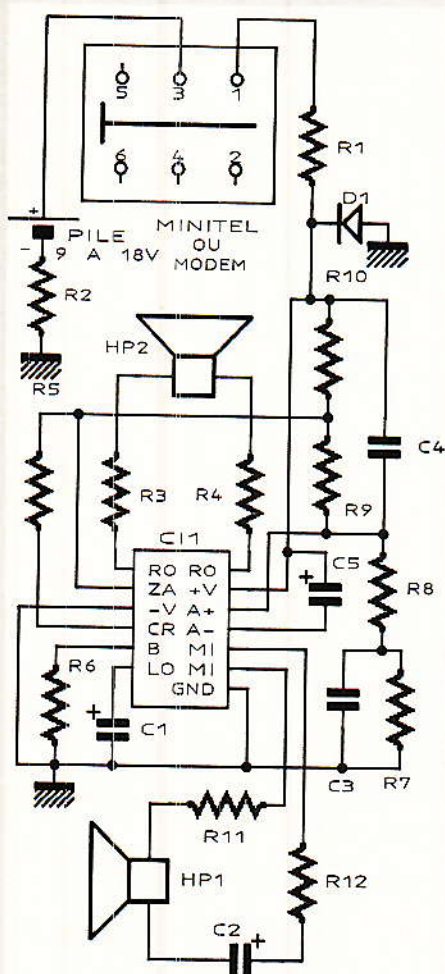 5 3 1
6 4 2
MINITEL
OU
MODEM
+
PILE
- 9 A 18V
R1
D1
R2
R10
HP2
R5
C4
R3
R4
R9
CI1
RO RO
ZA +V
-V A+
CR A-
B MI
LO MI
GND
+
C5
R8
R6
+
C1
C3
R7
R11
HP1
R12
C2
+